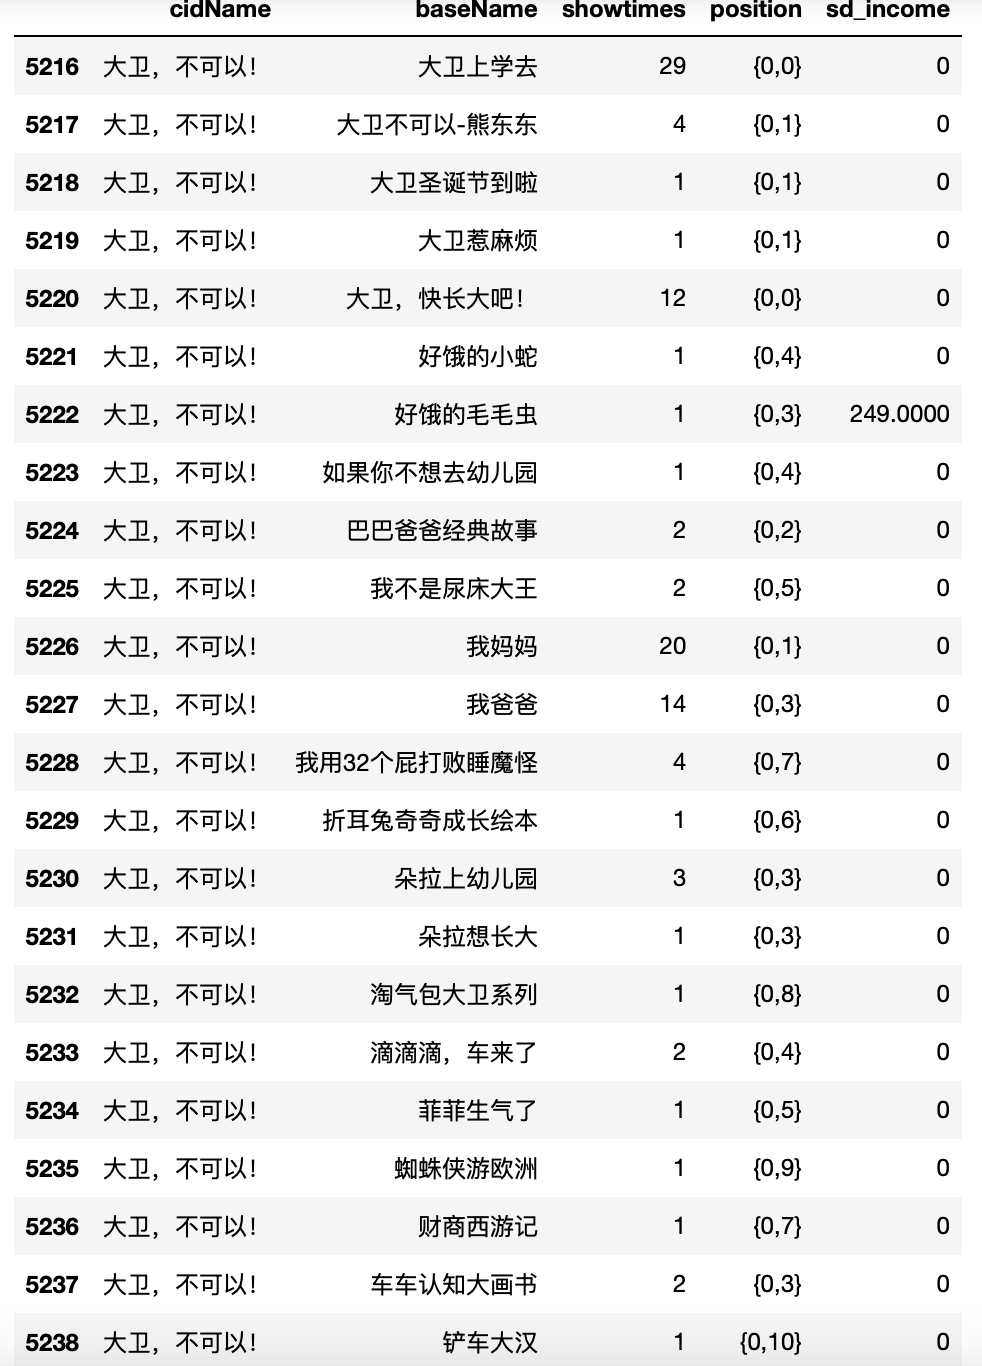 cidName baseName showtimes position sd_income
5216 大卫，不可以！ 大卫上学去 29 {0,0} 0
5217 大卫，不可以！ 大卫不可以-熊东东 4 {0,1} 0
5218 大卫，不可以！ 大卫圣诞节到啦 1 {0,1} 0
5219 大卫，不可以！ 大卫惹麻烦 1 {0,1} 0
5220 大卫，不可以！ 大卫，快长大吧！ 12 {0,0} 0
5221 大卫，不可以！ 好饿的小蛇 1 {0,4} 0
5222 大卫，不可以！ 好饿的毛毛虫 1 {0,3} 249.0000
5223 大卫，不可以！ 如果你不想去幼儿园 1 {0,4} 0
5224 大卫，不可以！ 巴巴爸爸经典故事 2 {0,2} 0
5225 大卫，不可以！ 我不是尿床大王 2 {0,5} 0
5226 大卫，不可以！ 我妈妈 20 {0,1} 0
5227 大卫，不可以！ 我爸爸 14 {0,3} 0
5228 大卫，不可以！ 我用32个屁打败睡魔怪 4 {0,7} 0
5229 大卫，不可以！ 折耳兔奇奇成长绘本 1 {0,6} 0
5230 大卫，不可以！ 朵拉上幼儿园 3 {0,3} 0
5231 大卫，不可以！ 朵拉想长大 1 {0,3} 0
5232 大卫，不可以！ 淘气包大卫系列 1 {0,8} 0
5233 大卫，不可以！ 滴滴滴，车来了 2 {0,4} 0
5234 大卫，不可以！ 菲菲生气了 1 {0,5} 0
5235 大卫，不可以！ 蜘蛛侠游欧洲 1 {0,9} 0
5236 大卫，不可以！ 财商西游记 1 {0,7} 0
5237 大卫，不可以！ 车车认知大画书 2 {0,3} 0
5238 大卫，不可以！ 铲车大汉 1 {0,10} 0